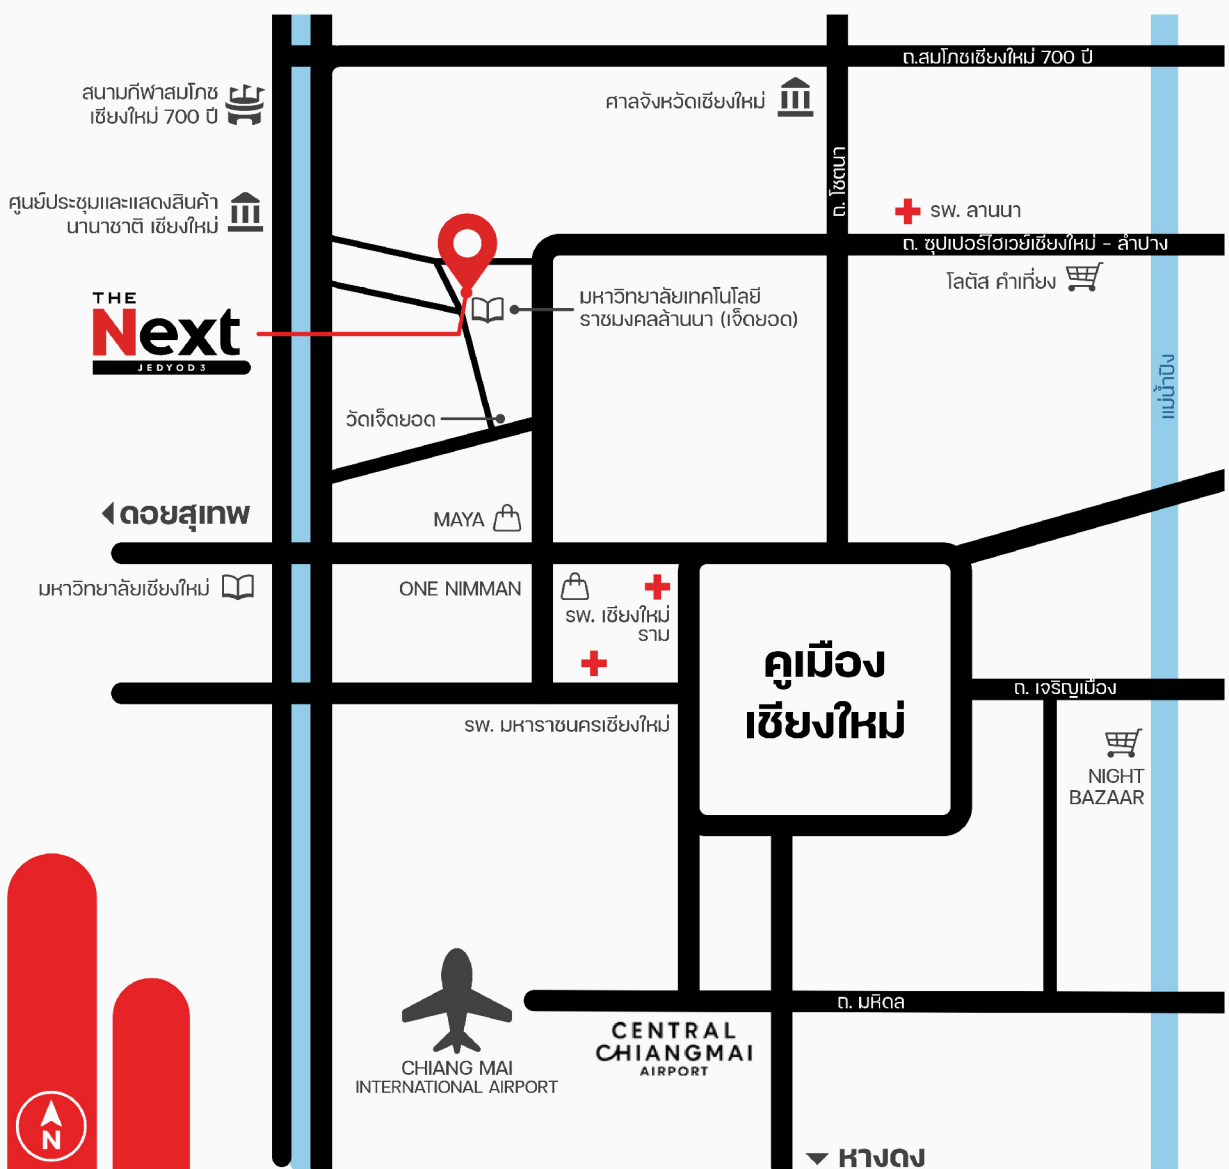 ถ.สมโภชเชียงใหม่ 700 ปี
สนามกีฬาสมโภช
เชียงใหม่ 700 ปี
ศาลจังหวัดเชียงใหม่
ถ. โชตนา
ศูนย์ประชุมและแสดงสินค้า
นานาชาติ เชียงใหม่
รพ. ลานนา
ถ. ซุปเปอร์ไฮเวย์เชียงใหม่ - ลำปาง
โลตัส คำเที่ยง
THE
Next
JEDYOD 3
มหาวิทยาลัยเทคโนโลยี
ราชมงคลล้านนา (เจ็ดยอด)
แม่น้ำปิง
วัดเจ็ดยอด
ดอยสุเทพ
MAYA
มหาวิทยาลัยเชียงใหม่
ONE NIMMAN
รพ. เชียงใหม่
ราม
คูเมือง
เชียงใหม่
ถ. เจริญเมือง
รพ. มหาราชนครเชียงใหม่
NIGHT
BAZAAR
ถ. มหิดล
CENTRAL
CHIANGMAI
AIRPORT
CHIANG MAI
INTERNATIONAL AIRPORT
N
หางดง